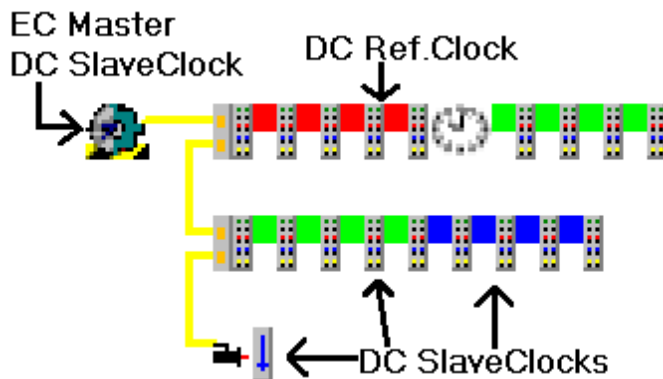 EC Master
DC SlaveClock
DC Ref.Clock
DC SlaveClocks